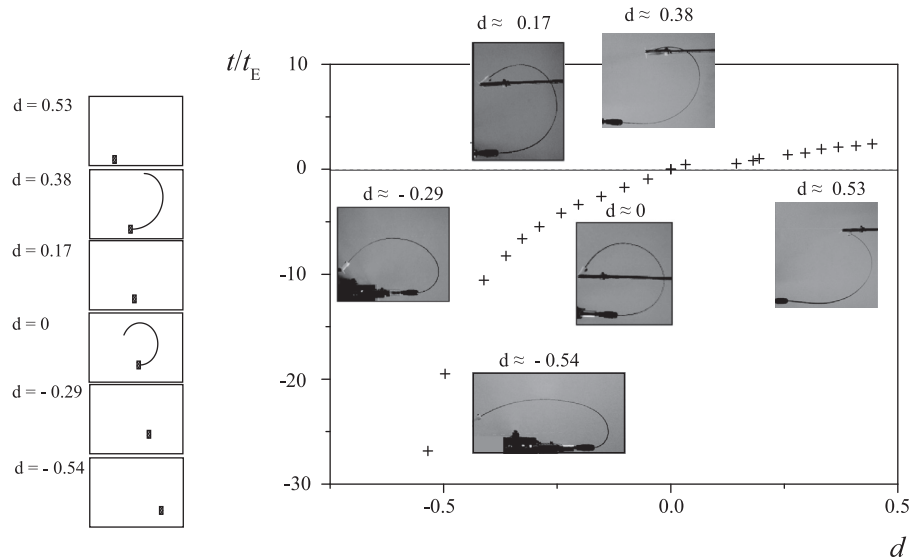 d = 0.53
d = 0.38
d = 0.17
d = 0
d = - 0.29
d = - 0.54
t/t_E
10
0
-10
-20
-30
-0.5
0.0
0.5
d
d ≈ 0.17
d ≈ 0.38
d ≈ - 0.29
d ≈ 0
d ≈ 0.53
d ≈ - 0.54